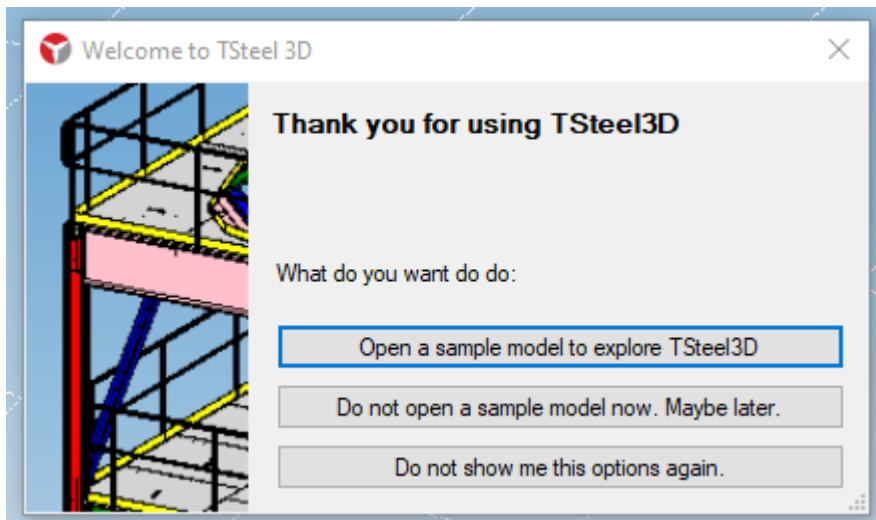 Welcome to TSteel 3D
Thank you for using TSteel3D
What do you want do do:
Open a sample model to explore TSteel3D
Do not open a sample model now. Maybe later.
Do not show me this options again.